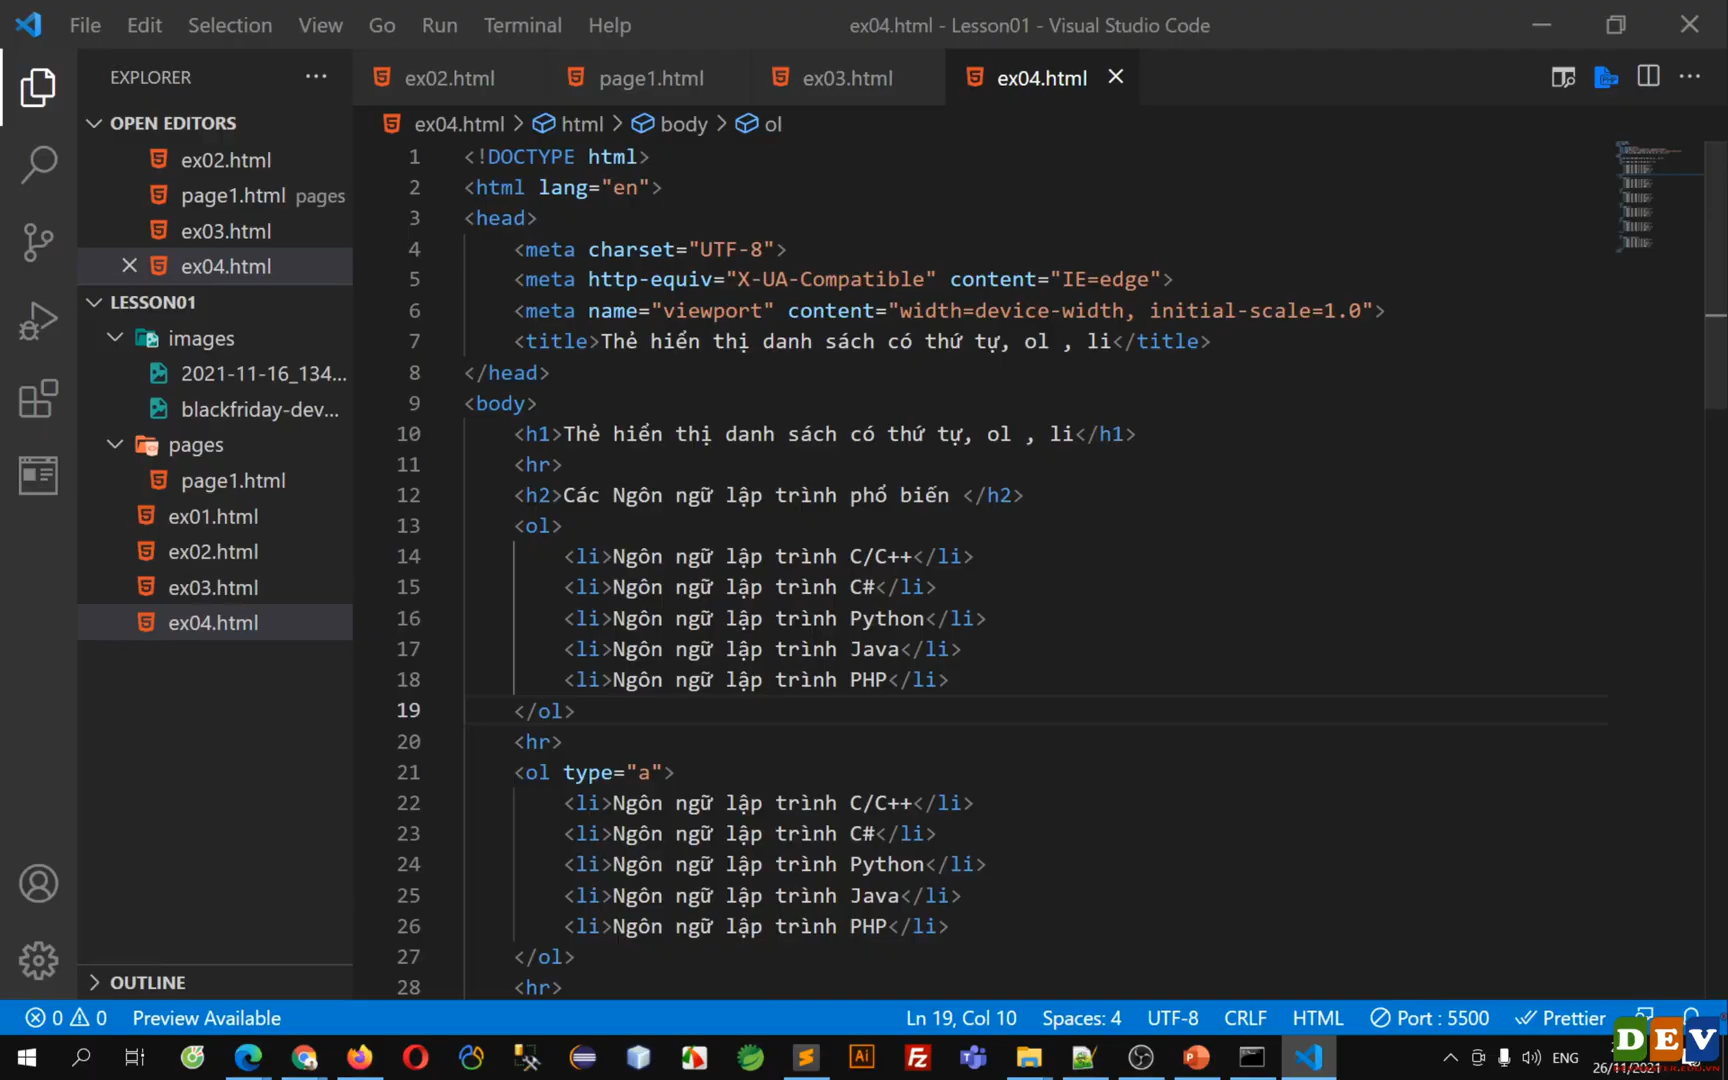 File Edit Selection View Go Run Terminal Help ex04.html - Lesson01 - Visual Studio Code
EXPLORER
ex02.html page1.html ex03.html ex04.html
OPEN EDITORS
ex02.html
page1.html pages
ex03.html
ex04.html
LESSON01
images
2021-11-16_134...
blackfriday-dev...
pages
page1.html
ex01.html
ex02.html
ex03.html
ex04.html
OUTLINE
ex04.html > html > body > ol
1 <!DOCTYPE html>
2 <html lang="en">
3 <head>
4 <meta charset="UTF-8">
5 <meta http-equiv="X-UA-Compatible" content="IE=edge">
6 <meta name="viewport" content="width=device-width, initial-scale=1.0">
7 <title>Thẻ hiển thị danh sách có thứ tự, ol , li</title>
8 </head>
9 <body>
10 <h1>Thẻ hiển thị danh sách có thứ tự, ol , li</h1>
11 <hr>
12 <h2>Các Ngôn ngữ lập trình phổ biến </h2>
13 <ol>
14 <li>Ngôn ngữ lập trình C/C++</li>
15 <li>Ngôn ngữ lập trình C#</li>
16 <li>Ngôn ngữ lập trình Python</li>
17 <li>Ngôn ngữ lập trình Java</li>
18 <li>Ngôn ngữ lập trình PHP</li>
19 </ol>
20 <hr>
21 <ol type="a">
22 <li>Ngôn ngữ lập trình C/C++</li>
23 <li>Ngôn ngữ lập trình C#</li>
24 <li>Ngôn ngữ lập trình Python</li>
25 <li>Ngôn ngữ lập trình Java</li>
26 <li>Ngôn ngữ lập trình PHP</li>
27 </ol>
28 <hr>
0 0 Preview Available Ln 19, Col 10 Spaces: 4 UTF-8 CRLF HTML Port : 5500 Prettier
ENG
26/11/2021
DEV